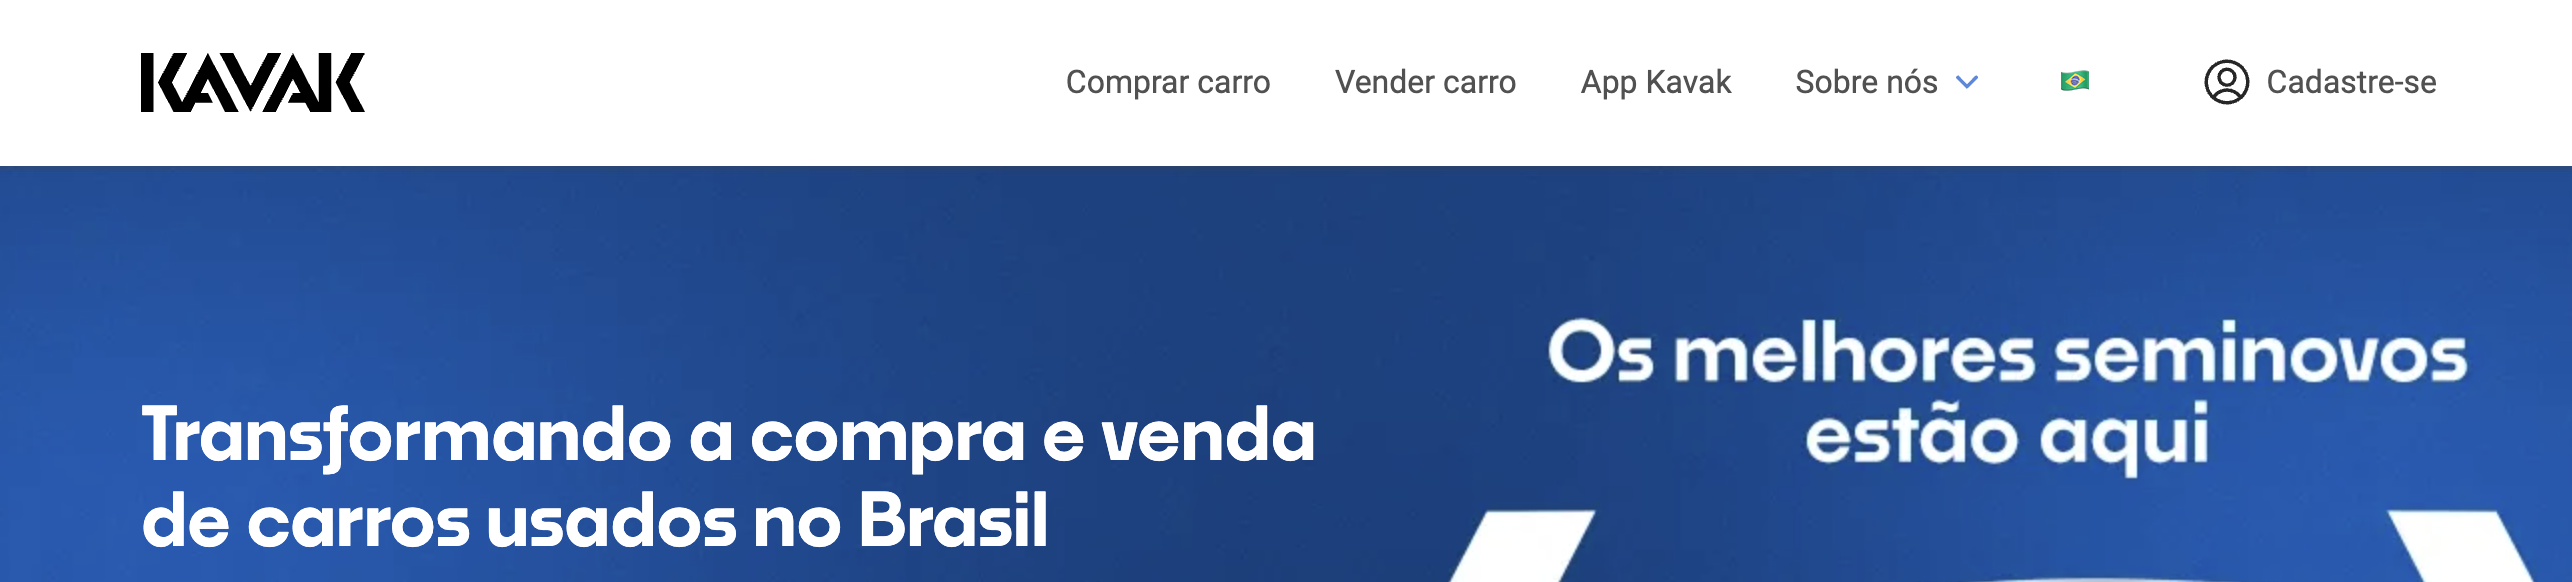 KAVAK
Comprar carro
Vender carro
App Kavak
Sobre nós
Cadastre-se
Os melhores seminovos
estão aqui
Transformando a compra e venda
de carros usados no Brasil